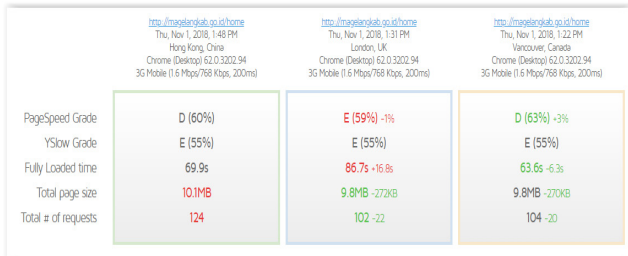 http://magelangkab.go.id/home http://magelangkab.go.id/home http://magelangkab.go.id/home
Thu, Nov 1, 2018, 1:48 PM Thu, Nov 1, 2018, 1:31 PM Thu, Nov 1, 2018, 1:22 PM
Hong Kong, China London, UK Vancouver, Canada
Chrome (Desktop) 62.0.3202.94 Chrome (Desktop) 62.0.3202.94 Chrome (Desktop) 62.0.3202.94
3G Mobile (1.6 Mbps/768 Kbps, 200ms) 3G Mobile (1.6 Mbps/768 Kbps, 200ms) 3G Mobile (1.6 Mbps/768 Kbps, 200ms)
PageSpeed Grade D (60%) E (59%) -1% D (63%) +3%
YSlow Grade E (55%) E (55%) E (55%)
Fully Loaded time 69.9s 86.7s +16.8s 63.6s -6.3s
Total page size 10.1MB 9.8MB -272KB 9.8MB -270KB
Total # of requests 124 102 -22 104 -20